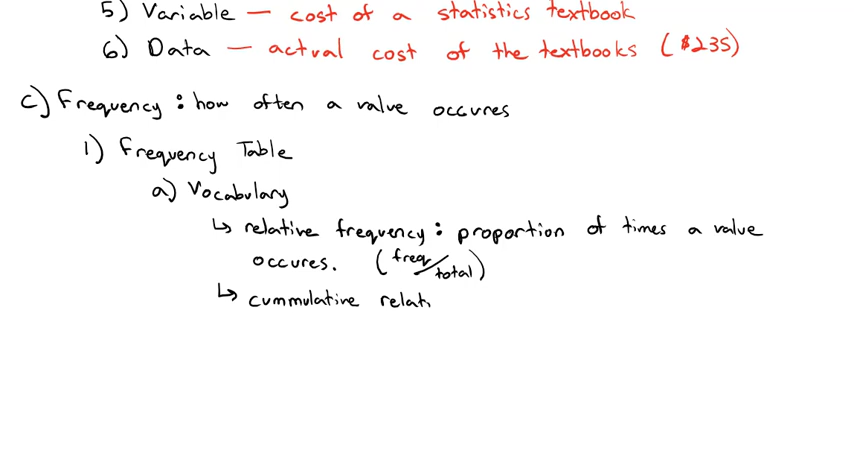 5) Variable — cost of a statistics textbook
6) Data — actual cost of the textbooks ($235)
C) Frequency: how often a value occures
1) Frequency Table
a) Vocabulary
↳ relative frequency: proportion of times a value
occures. (freq/total)
↳ cummulative relati